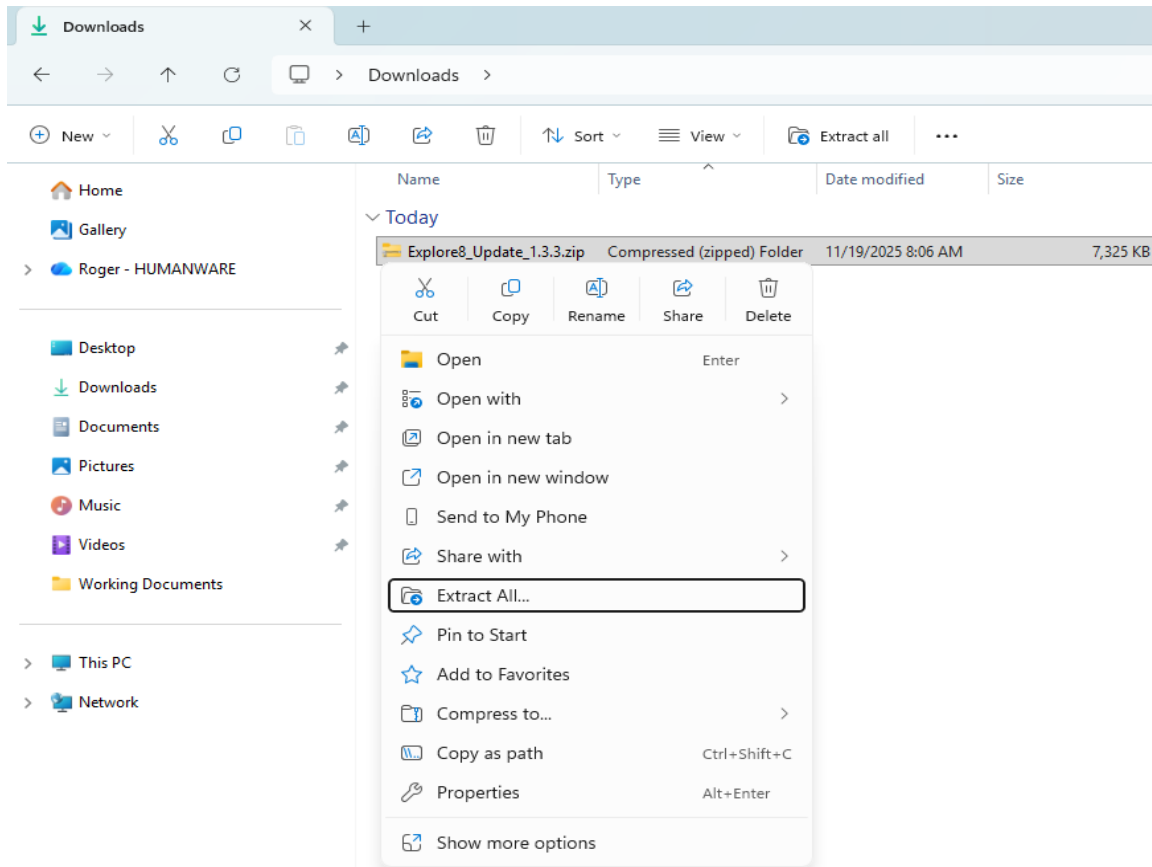 Downloads
Downloads
New
Sort
View
Extract all
Home
Gallery
Roger - HUMANWARE
Desktop
Downloads
Documents
Pictures
Music
Videos
Working Documents
This PC
Network
Name Type Date modified Size
Today
Explore8_Update_1.3.3.zip Compressed (zipped) Folder 11/19/2025 8:06 AM 7,325 KB
Cut Copy Rename Share Delete
Open Enter
Open with
Open in new tab
Open in new window
Send to My Phone
Share with
Extract All...
Pin to Start
Add to Favorites
Compress to...
Copy as path Ctrl+Shift+C
Properties Alt+Enter
Show more options